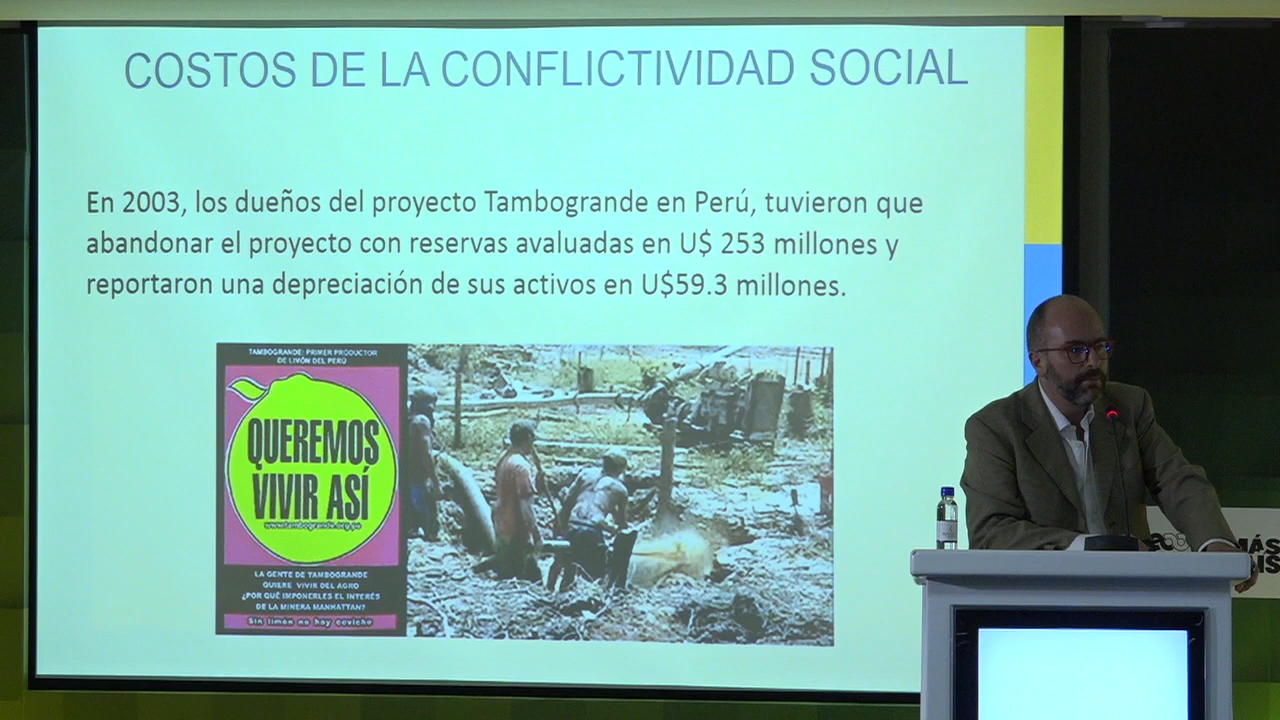 COSTOS DE LA CONFLICTIVIDAD SOCIAL
En 2003, los dueños del proyecto Tambogrande en Perú, tuvieron que
abandonar el proyecto con reservas avaluadas en U$ 253 millones y
reportaron una depreciación de sus activos en U$59.3 millones.
TAMBOGRANDE: PRIMER PRODUCTOR
DE LIMÓN DEL PERÚ
QUEREMOS
VIVIR ASÍ
www.tambogrande.org.pe
LA GENTE DE TAMBOGRANDE
QUIERE VIVIR DEL AGRO
¿POR QUÉ IMPONERLES EL INTERÉS
DE LA MINERA MANHATTAN?
Sin limón no hay ceviche
MÁS